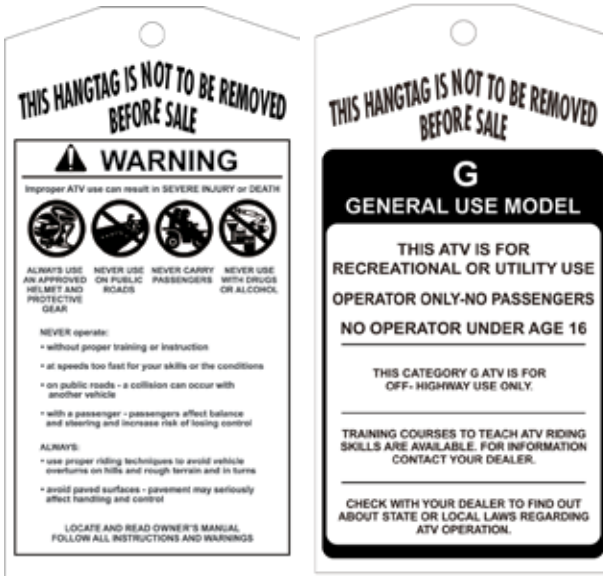 THIS HANGTAG IS NOT TO BE REMOVED
BEFORE SALE
WARNING
Improper ATV use can result in SEVERE INJURY or DEATH
ALWAYS USE
AN APPROVED
HELMET AND
PROTECTIVE
GEAR
NEVER USE
ON PUBLIC
ROADS
NEVER CARRY
PASSENGERS
NEVER USE
WITH DRUGS
OR ALCOHOL
NEVER operate:
• without proper training or instruction
• at speeds too fast for your skills or the conditions
• on public roads - a collision can occur with
another vehicle
• with a passenger - passengers affect balance
and steering and increase risk of losing control
ALWAYS:
• use proper riding techniques to avoid vehicle
overturns on hills and rough terrain and in turns
• avoid paved surfaces - pavement may seriously
affect handling and control
LOCATE AND READ OWNER'S MANUAL
FOLLOW ALL INSTRUCTIONS AND WARNINGS
THIS HANGTAG IS NOT TO BE REMOVED
BEFORE SALE
G
GENERAL USE MODEL
THIS ATV IS FOR
RECREATIONAL OR UTILITY USE
OPERATOR ONLY-NO PASSENGERS
NO OPERATOR UNDER AGE 16
THIS CATEGORY G ATV IS FOR
OFF- HIGHWAY USE ONLY.
TRAINING COURSES TO TEACH ATV RIDING
SKILLS ARE AVAILABLE. FOR INFORMATION
CONTACT YOUR DEALER.
CHECK WITH YOUR DEALER TO FIND OUT
ABOUT STATE OR LOCAL LAWS REGARDING
ATV OPERATION.